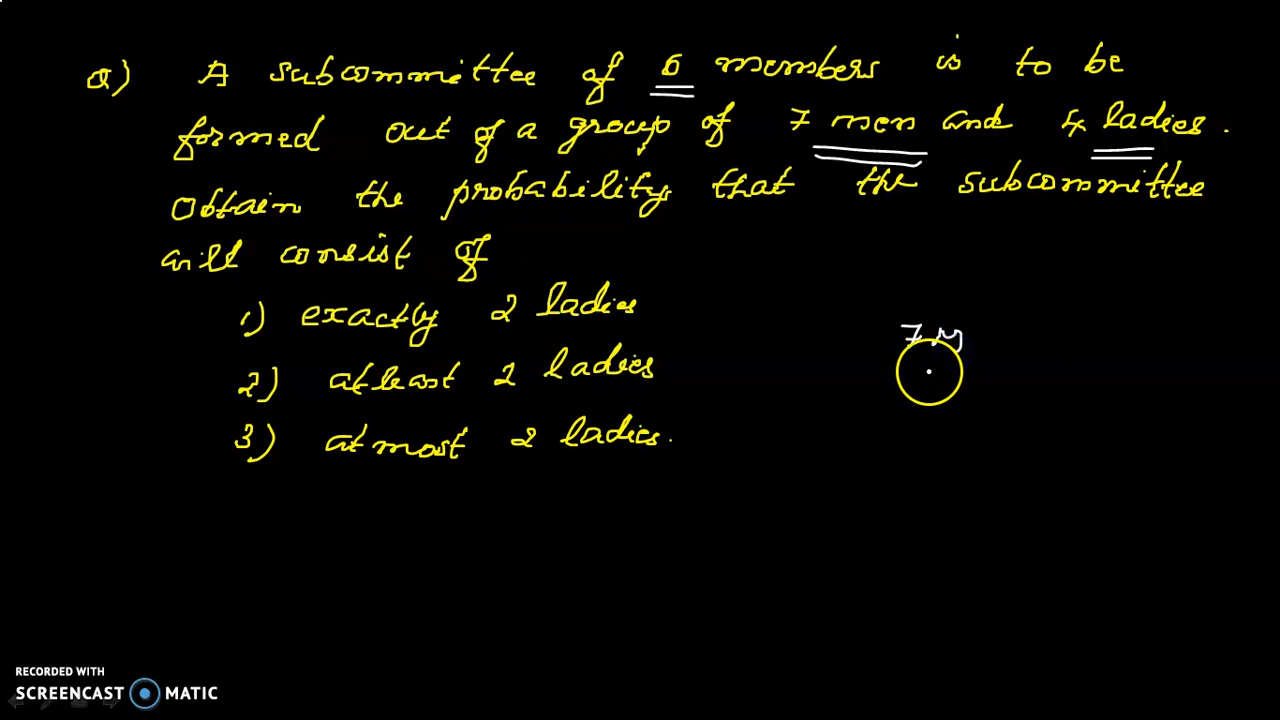 Q) A subcommittee of 6 members is to be
formed out of a group of 7 men and 4 ladies.
Obtain the probability that the subcommittee
will consist of
1) exactly 2 ladies
2) atleast 2 ladies
3) atmost 2 ladies.
7 M
RECORDED WITH
SCREENCAST MATIC